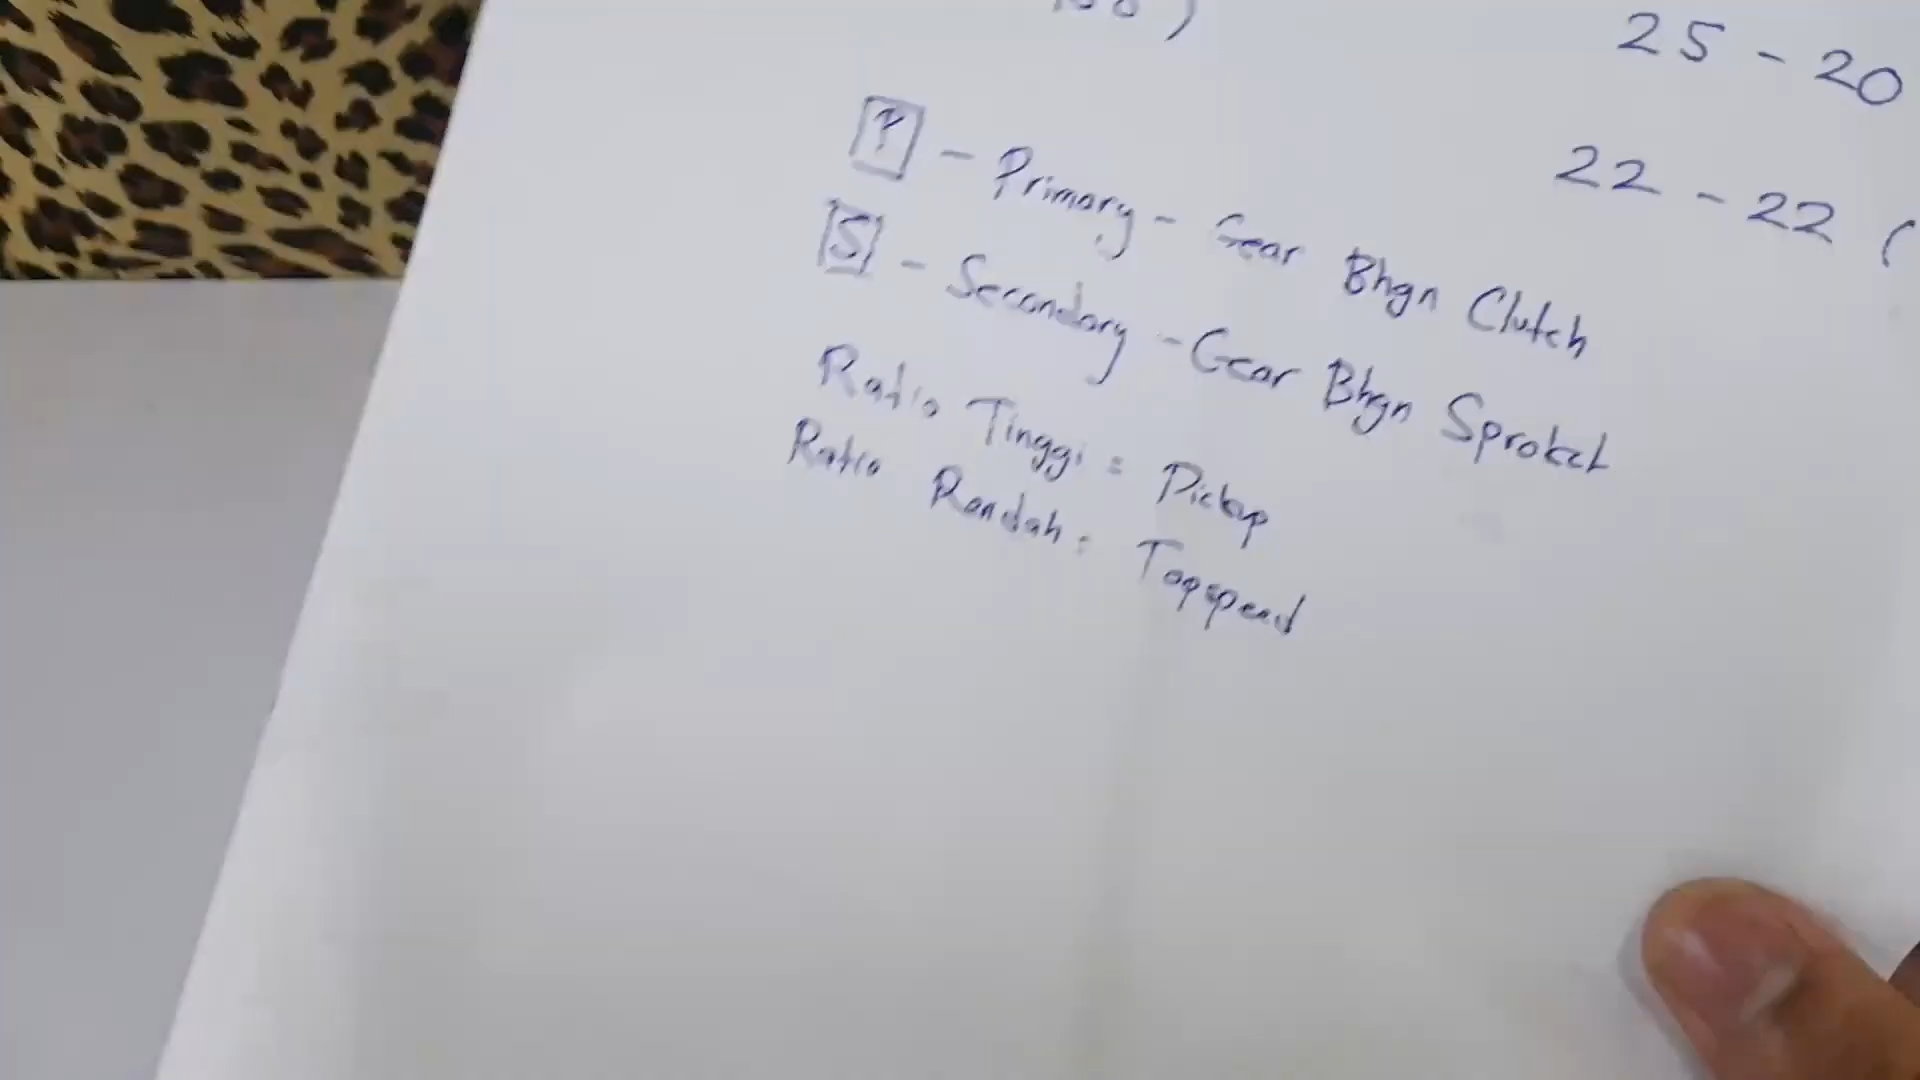 25 - 20
22 - 22 (
P - Primary - Gear Bhgn Clutch
S - Secondary - Gear Bhgn Sproket
Ratio Tinggi = Pickup
Ratio Rendah = Topspeed